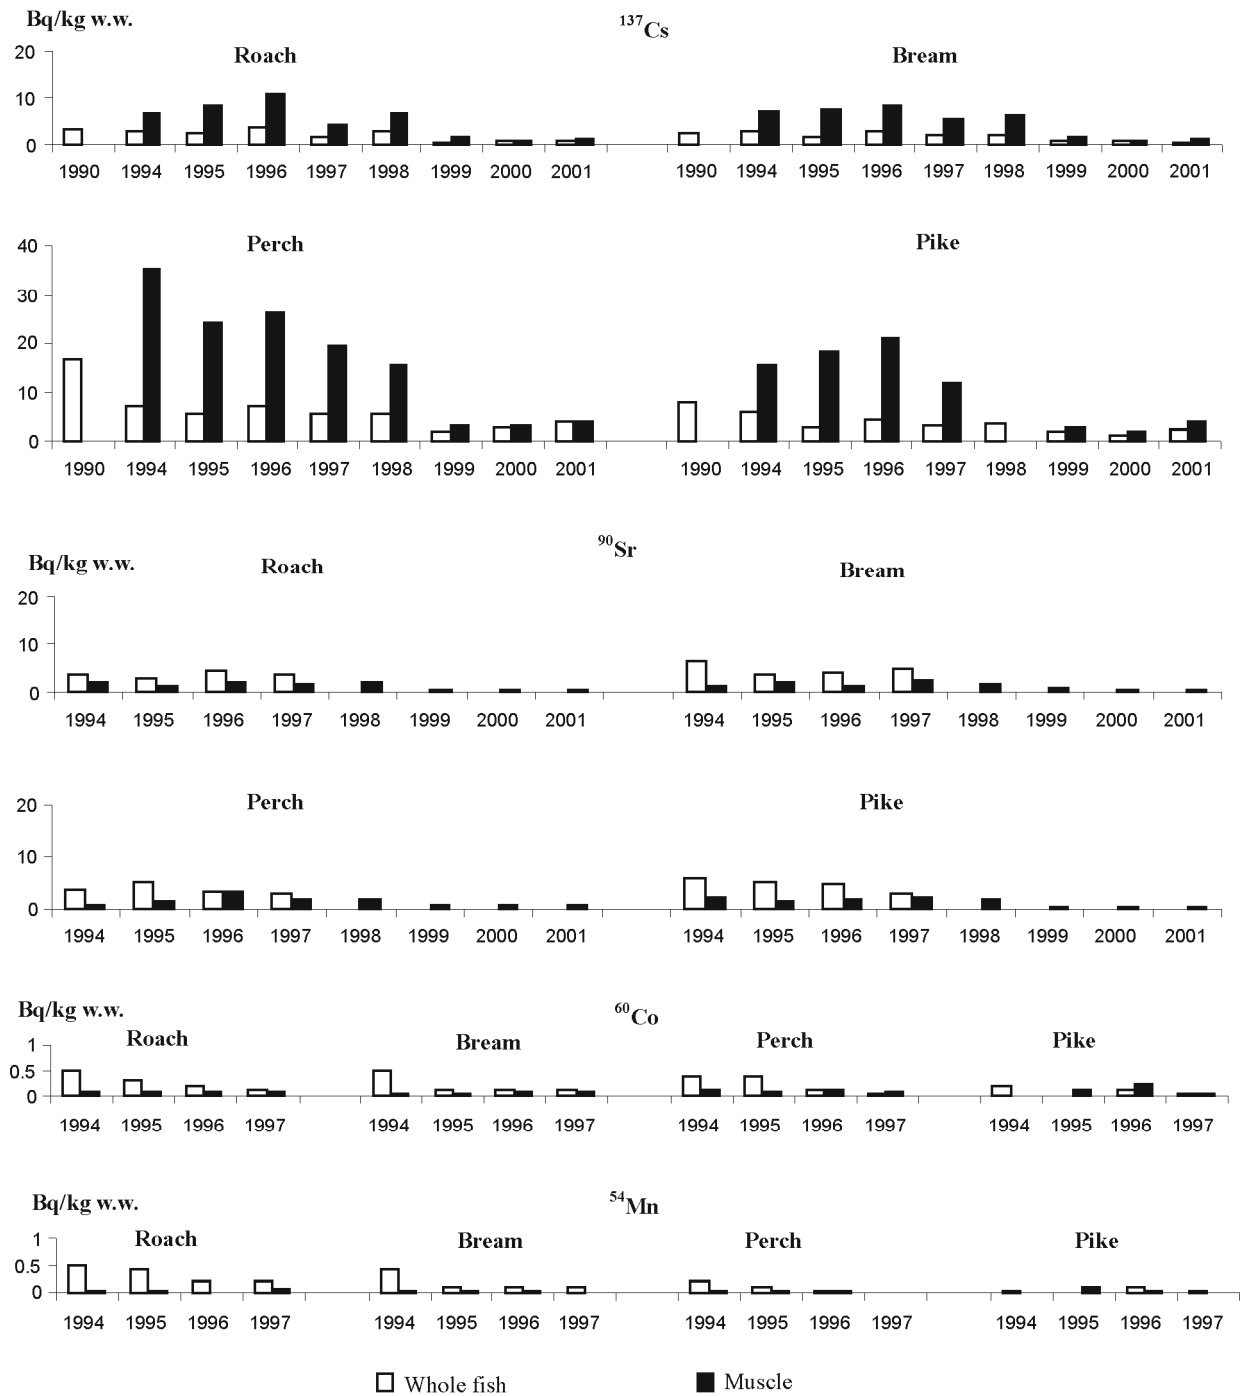 Bq/kg w.w.
¹³⁷Cs
Roach Bream
20
10
0
1990 1994 1995 1996 1997 1998 1999 2000 2001 1990 1994 1995 1996 1997 1998 1999 2000 2001
Perch Pike
40
30
20
10
0
1990 1994 1995 1996 1997 1998 1999 2000 2001 1990 1994 1995 1996 1997 1998 1999 2000 2001
⁹⁰Sr
Bq/kg w.w. Roach Bream
20
10
0
1994 1995 1996 1997 1998 1999 2000 2001 1994 1995 1996 1997 1998 1999 2000 2001
Perch Pike
20
10
0
1994 1995 1996 1997 1998 1999 2000 2001 1994 1995 1996 1997 1998 1999 2000 2001
Bq/kg w.w. ⁶⁰Co
Roach Bream Perch Pike
1
0.5
0
1994 1995 1996 1997 1994 1995 1996 1997 1994 1995 1996 1997 1994 1995 1996 1997
Bq/kg w.w. ⁵⁴Mn
Roach Bream Perch Pike
1
0.5
0
1994 1995 1996 1997 1994 1995 1996 1997 1994 1995 1996 1997 1994 1995 1996 1997
Whole fish Muscle